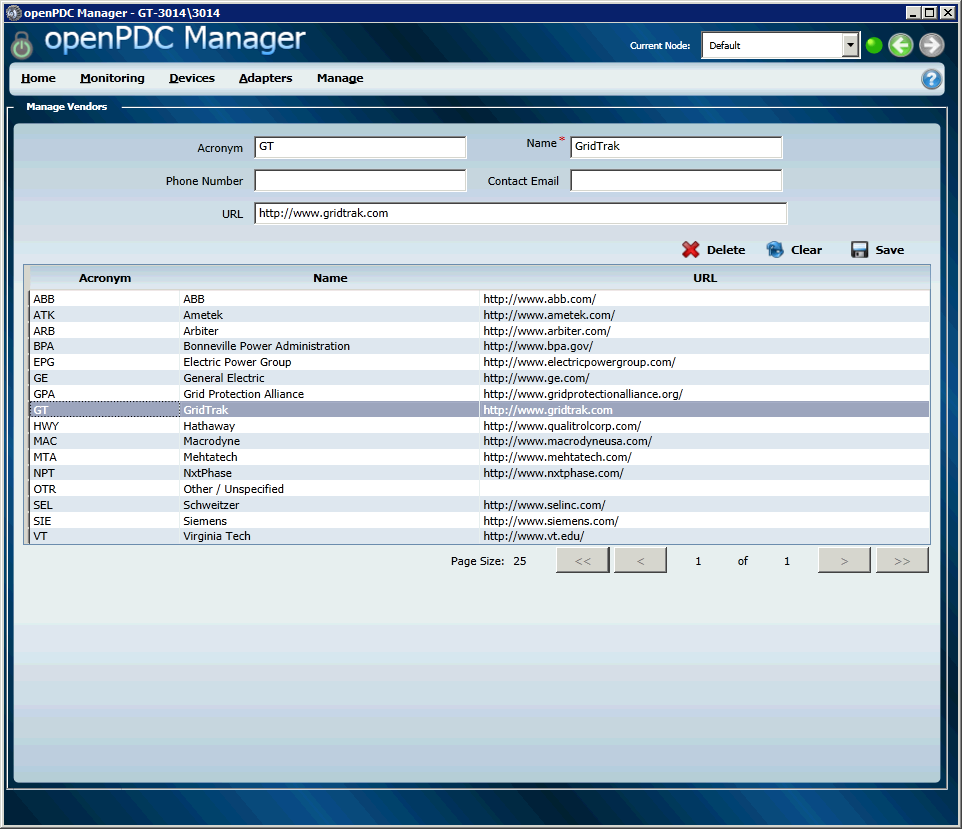 openPDC Manager - GT-3014\3014
openPDC Manager
Current Node: Default
Home Monitoring Devices Adapters Manage
?
Manage Vendors
Acronym GT Name * GridTrak
Phone Number Contact Email
URL http://www.gridtrak.com
Delete Clear Save
Acronym Name URL
ABB ABB http://www.abb.com/
ATK Ametek http://www.ametek.com/
ARB Arbiter http://www.arbiter.com/
BPA Bonneville Power Administration http://www.bpa.gov/
EPG Electric Power Group http://www.electricpowergroup.com/
GE General Electric http://www.ge.com/
GPA Grid Protection Alliance http://www.gridprotectionalliance.org/
GT GridTrak http://www.gridtrak.com
HWY Hathaway http://www.qualitrolcorp.com/
MAC Macrodyne http://www.macrodyneusa.com/
MTA Mehtatech http://www.mehtatech.com/
NPT NxtPhase http://www.nxtphase.com/
OTR Other / Unspecified
SEL Schweitzer http://www.selinc.com/
SIE Siemens http://www.siemens.com/
VT Virginia Tech http://www.vt.edu/
Page Size: 25 << < 1 of 1 > >>